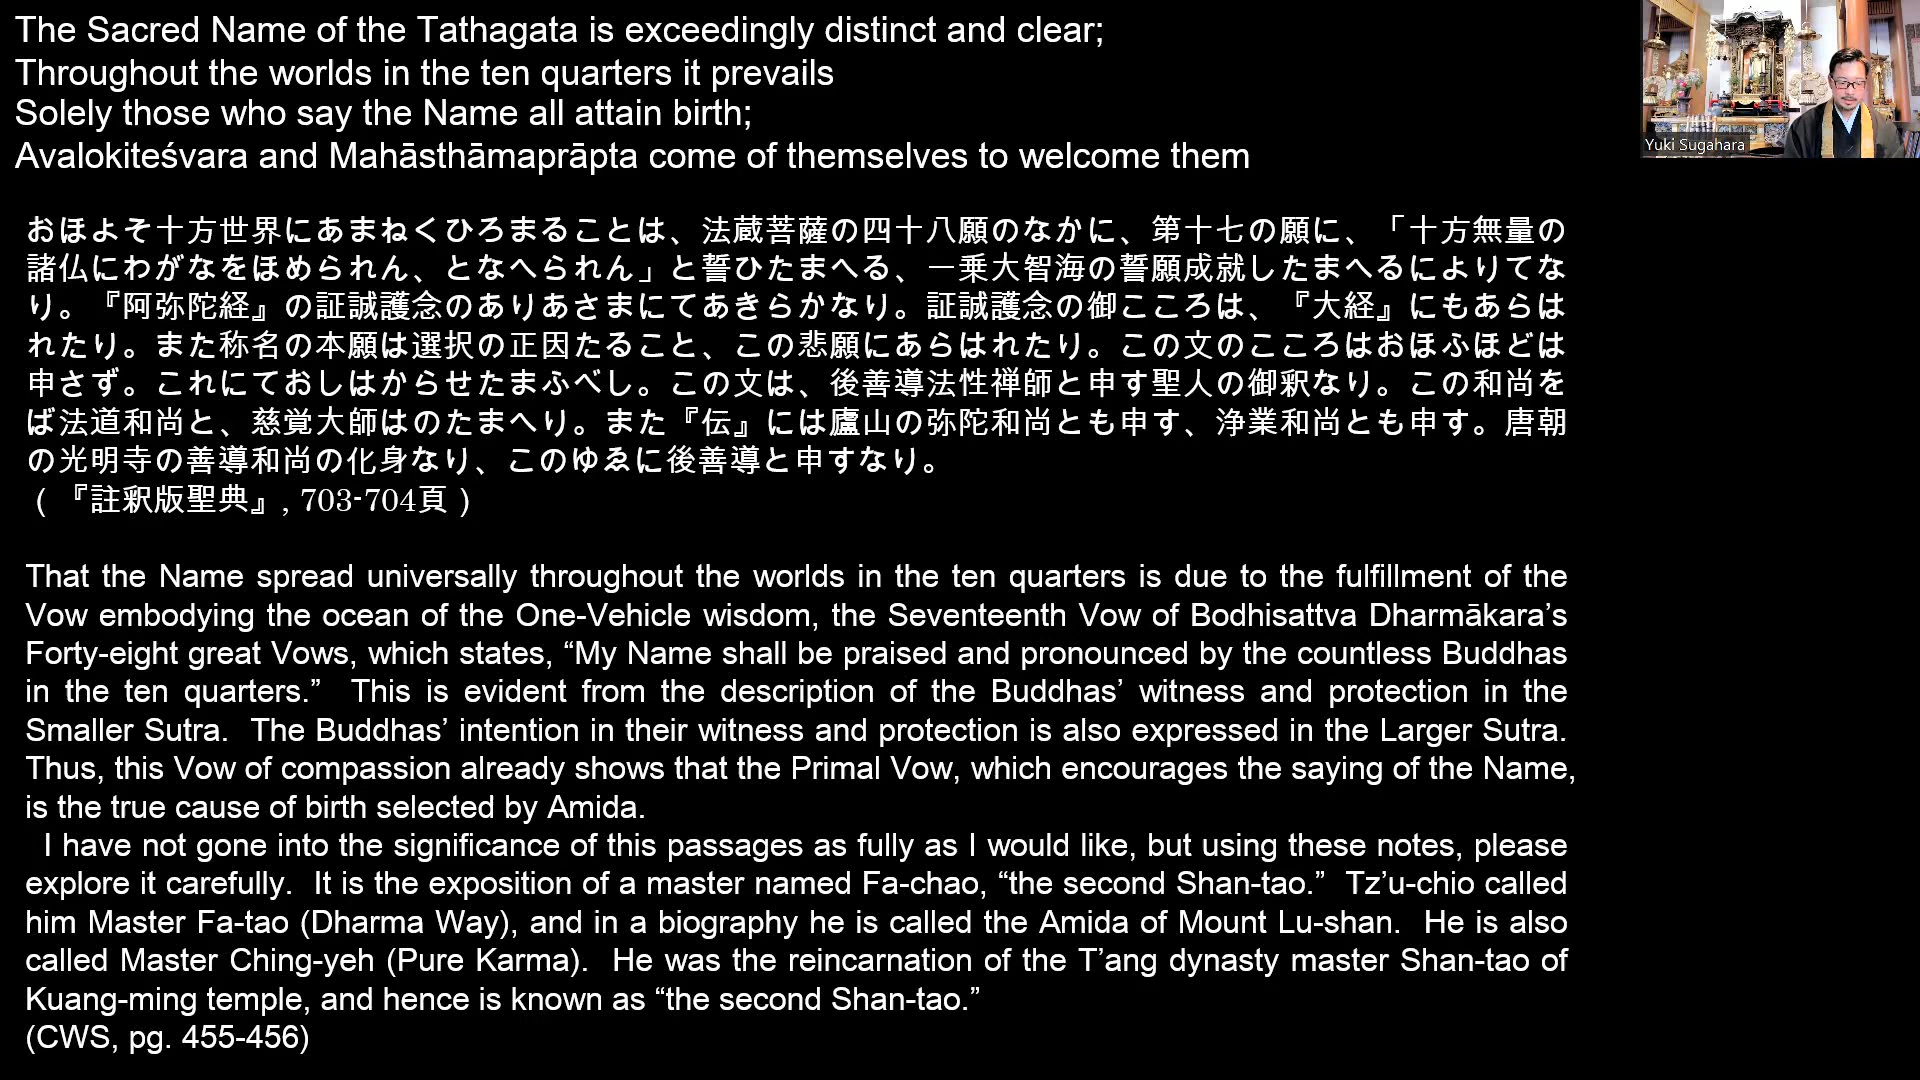 The Sacred Name of the Tathagata is exceedingly distinct and clear;
Throughout the worlds in the ten quarters it prevails
Solely those who say the Name all attain birth;
Avalokiteśvara and Mahāsthāmaprāpta come of themselves to welcome them
Yuki Sugahara
おほよそ十方世界にあまねくひろまることは、法蔵菩薩の四十八願のなかに、第十七の願に、「十方無量の
諸仏にわがなをほめられん、となへられん」と誓ひたまへる、一乗大智海の誓願成就したまへるによりてな
り。『阿弥陀経』の証誠護念のありあさまにてあきらかなり。証誠護念の御こころは、『大経』にもあらは
れたり。また称名の本願は選択の正因たること、この悲願にあらはれたり。この文のこころはおほふほどは
申さず。これにておしはからせたまふべし。この文は、後善導法性禅師と申す聖人の御釈なり。この和尚を
ば法道和尚と、慈覚大師はのたまへり。また『伝』には廬山の弥陀和尚とも申す、浄業和尚とも申す。唐朝
の光明寺の善導和尚の化身なり、このゆゑに後善導と申すなり。
(『註釈版聖典』, 703-704頁 )
That the Name spread universally throughout the worlds in the ten quarters is due to the fulfillment of the
Vow embodying the ocean of the One-Vehicle wisdom, the Seventeenth Vow of Bodhisattva Dharmākara’s
Forty-eight great Vows, which states, “My Name shall be praised and pronounced by the countless Buddhas
in the ten quarters.” This is evident from the description of the Buddhas’ witness and protection in the
Smaller Sutra. The Buddhas’ intention in their witness and protection is also expressed in the Larger Sutra.
Thus, this Vow of compassion already shows that the Primal Vow, which encourages the saying of the Name,
is the true cause of birth selected by Amida.
I have not gone into the significance of this passages as fully as I would like, but using these notes, please
explore it carefully. It is the exposition of a master named Fa-chao, “the second Shan-tao.” Tz’u-chio called
him Master Fa-tao (Dharma Way), and in a biography he is called the Amida of Mount Lu-shan. He is also
called Master Ching-yeh (Pure Karma). He was the reincarnation of the T’ang dynasty master Shan-tao of
Kuang-ming temple, and hence is known as “the second Shan-tao.”
(CWS, pg. 455-456)